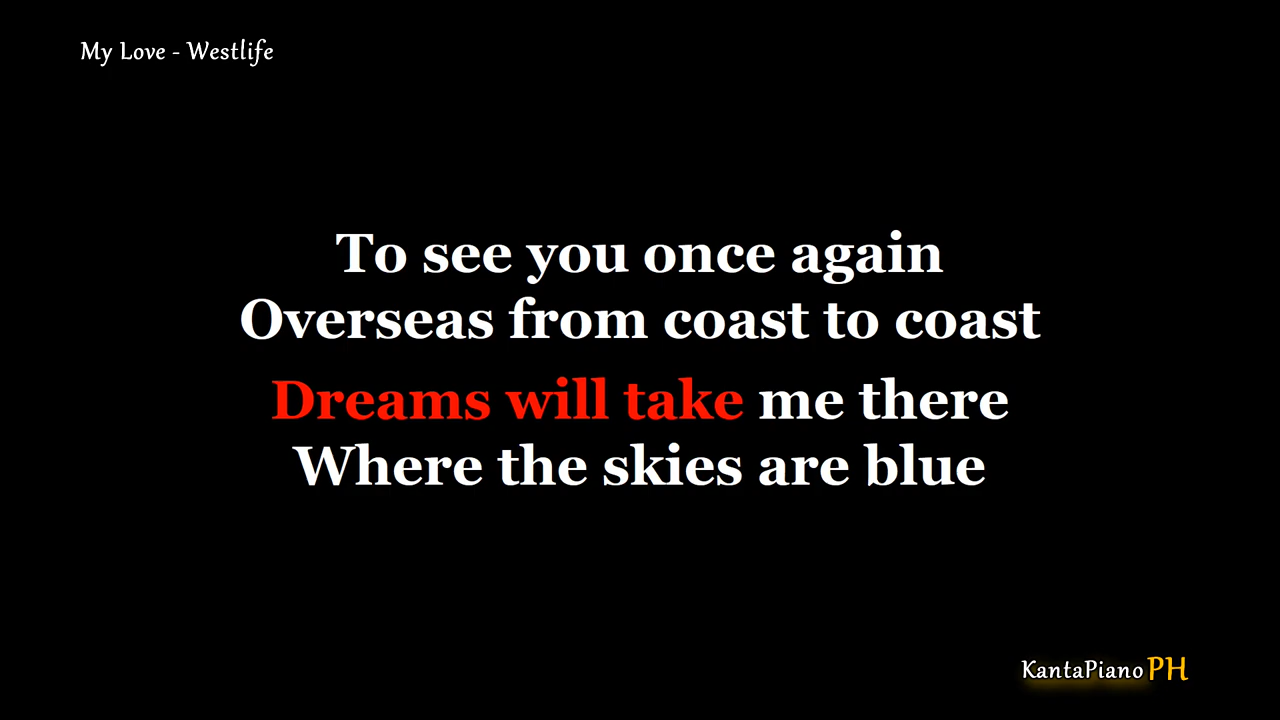 My Love - Westlife
To see you once again
Overseas from coast to coast
Dreams will take me there
Where the skies are blue
KantaPiano PH